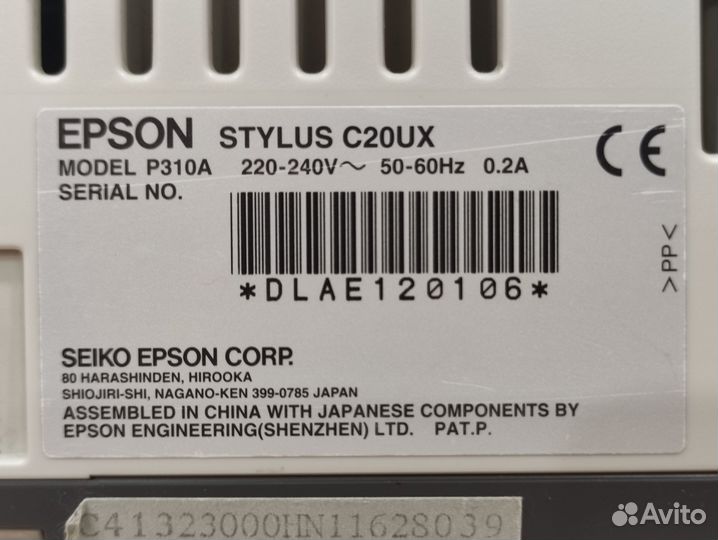 EPSON STYLUS C20UX
MODEL P310A 220-240V～ 50-60Hz 0.2A
SERIAL NO.
CE
*DLAE120106*
>PP<
SEIKO EPSON CORP.
80 HARASHINDEN, HIROOKA
SHIOJIRI-SHI, NAGANO-KEN 399-0785 JAPAN
ASSEMBLED IN CHINA WITH JAPANESE COMPONENTS BY
EPSON ENGINEERING(SHENZHEN) LTD. PAT.P.
C41323000HN11628039
Avito